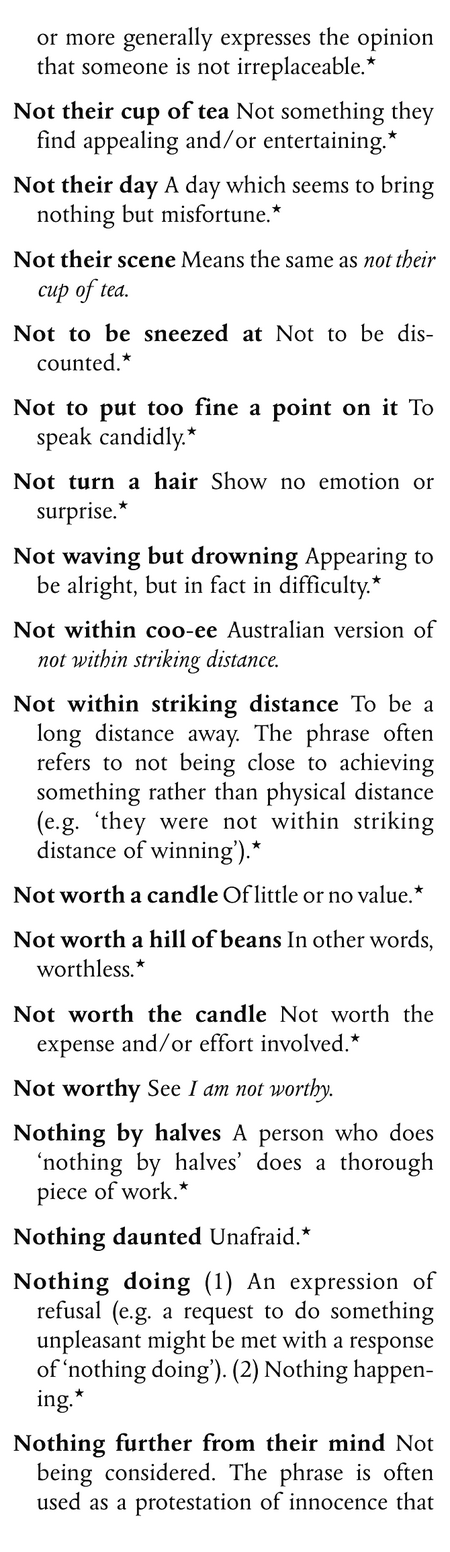 or more generally expresses the opinion
that someone is not irreplaceable.★
Not their cup of tea Not something they
find appealing and/or entertaining.★
Not their day A day which seems to bring
nothing but misfortune.★
Not their scene Means the same as not their
cup of tea.
Not to be sneezed at Not to be dis-
counted.★
Not to put too fine a point on it To
speak candidly.★
Not turn a hair Show no emotion or
surprise.★
Not waving but drowning Appearing to
be alright, but in fact in difficulty.★
Not within coo-ee Australian version of
not within striking distance.
Not within striking distance To be a
long distance away. The phrase often
refers to not being close to achieving
something rather than physical distance
(e.g. ‘they were not within striking
distance of winning’).★
Not worth a candle Of little or no value.★
Not worth a hill of beans In other words,
worthless.★
Not worth the candle Not worth the
expense and/or effort involved.★
Not worthy See I am not worthy.
Nothing by halves A person who does
‘nothing by halves’ does a thorough
piece of work.★
Nothing daunted Unafraid.★
Nothing doing (1) An expression of
refusal (e.g. a request to do something
unpleasant might be met with a response
of ‘nothing doing’). (2) Nothing happen-
ing.★
Nothing further from their mind Not
being considered. The phrase is often
used as a protestation of innocence that